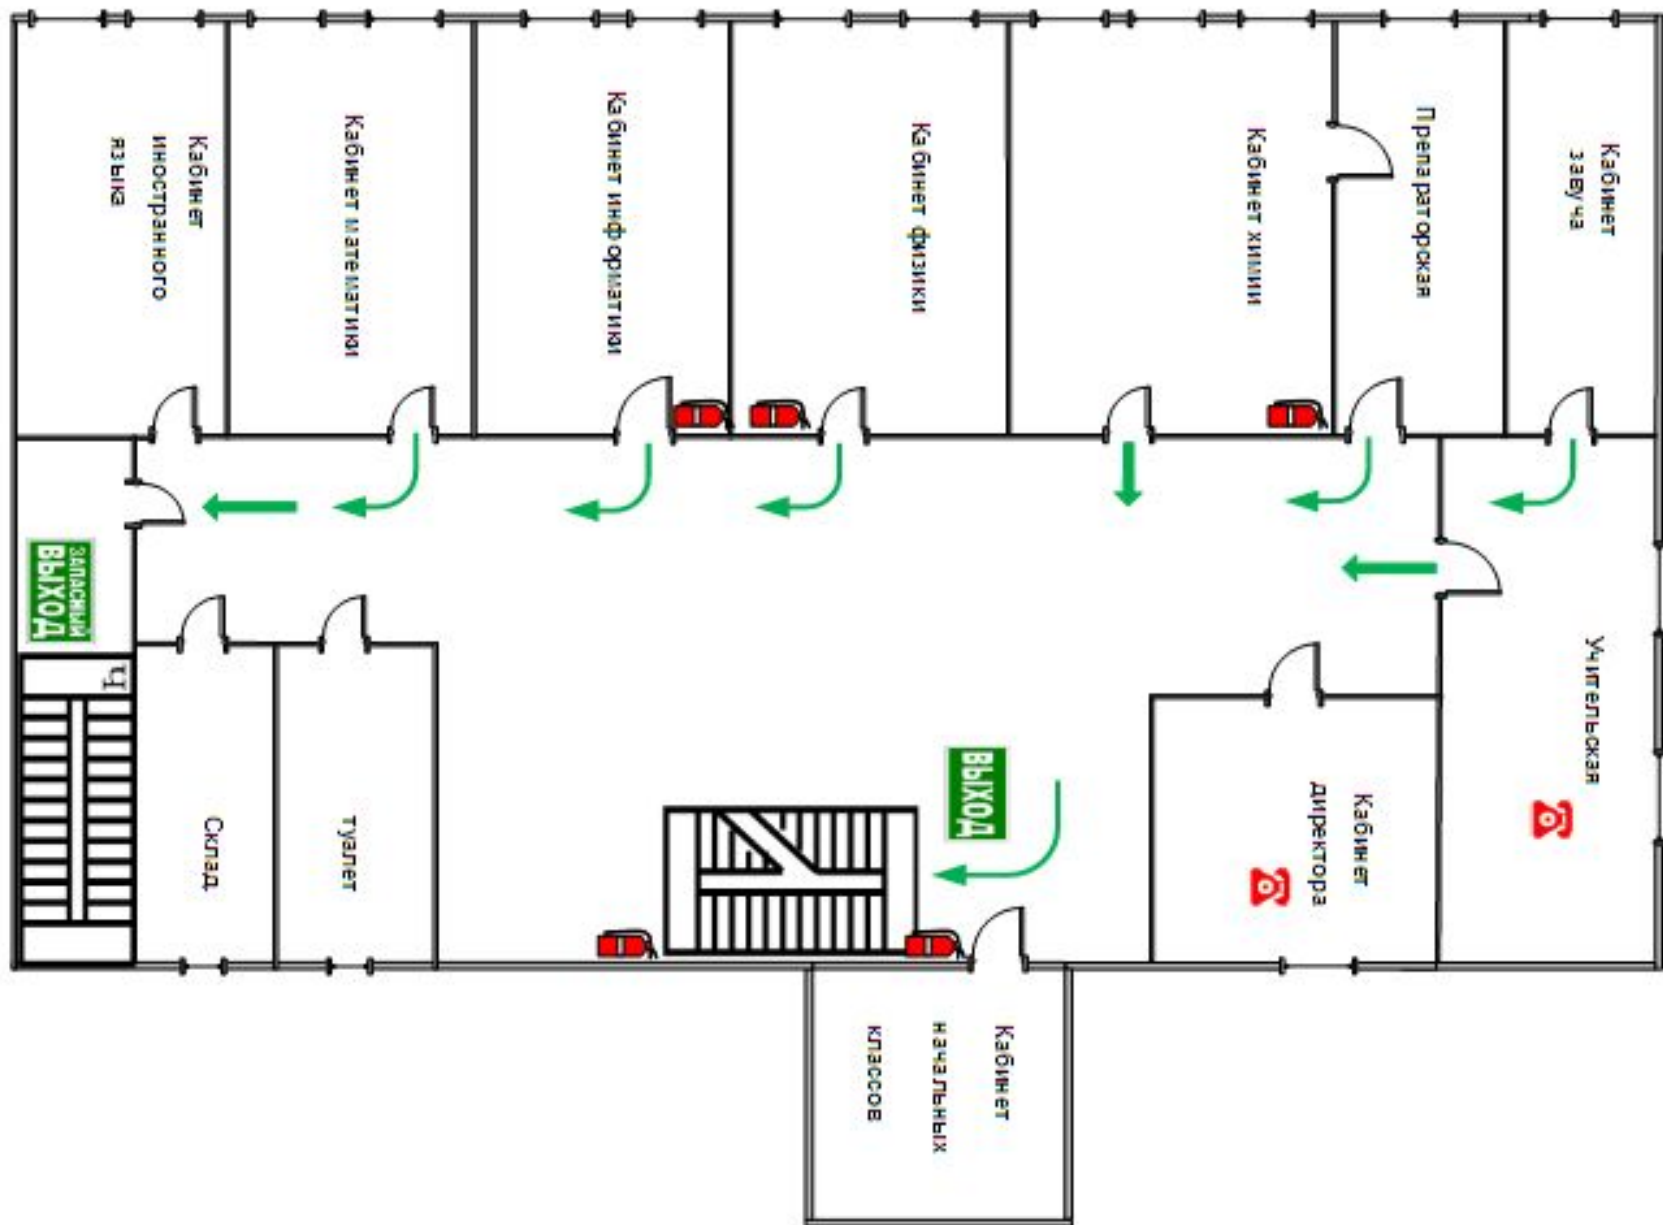 Кабинет
иностранного
языка
Кабинет математики
Кабинет информатики
Кабинет физики
Кабинет химии
Препараторская
Кабинет
завуча
ЗАПАСНЫЙ
ВЫХОД
h
Склад
туалет
ВЫХОД
Кабинет
директора
Учительская
Кабинет
начальных
классов